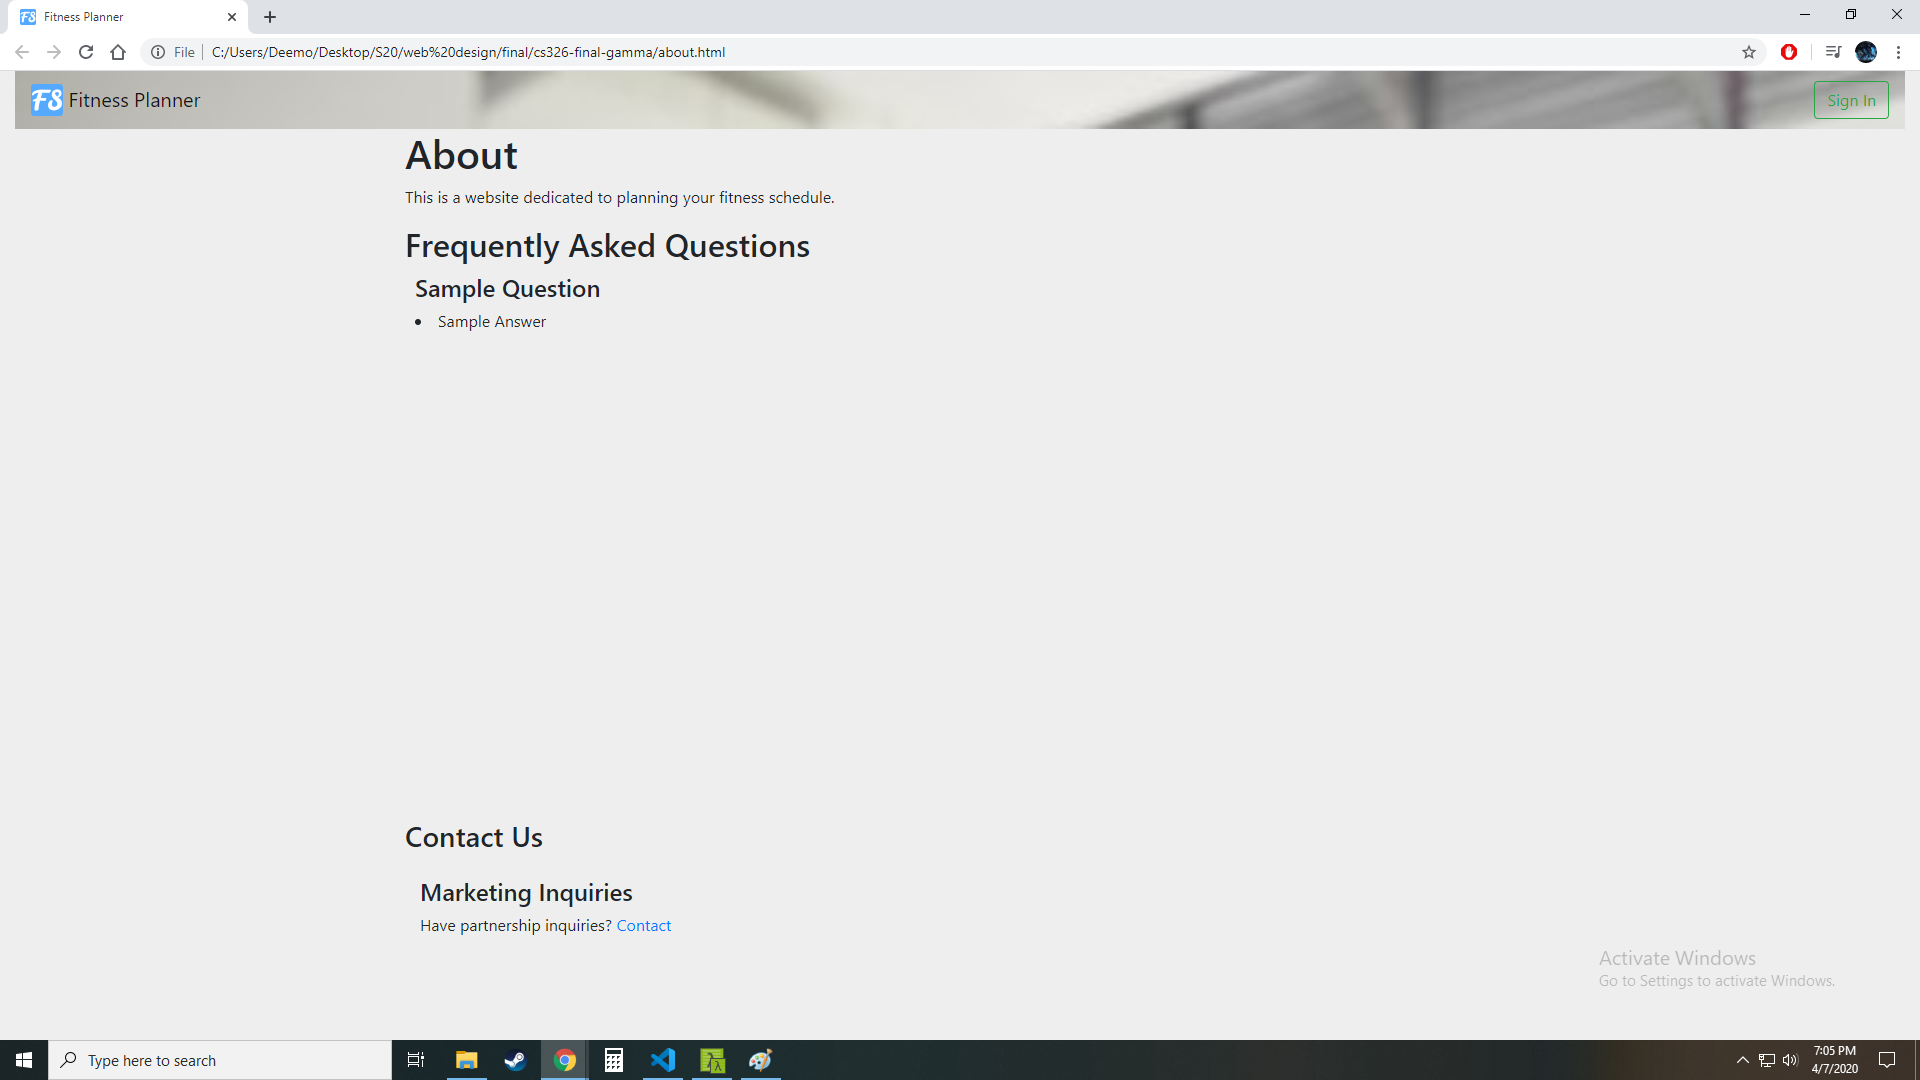 Fitness Planner
File
C:/Users/Deemo/Desktop/S20/web%20design/final/cs326-final-gamma/about.html
FS Fitness Planner
Sign In
About
This is a website dedicated to planning your fitness schedule.
Frequently Asked Questions
Sample Question
• Sample Answer
Contact Us
Marketing Inquiries
Have partnership inquiries? Contact
Activate Windows
Go to Settings to activate Windows.
Type here to search
7:05 PM
4/7/2020